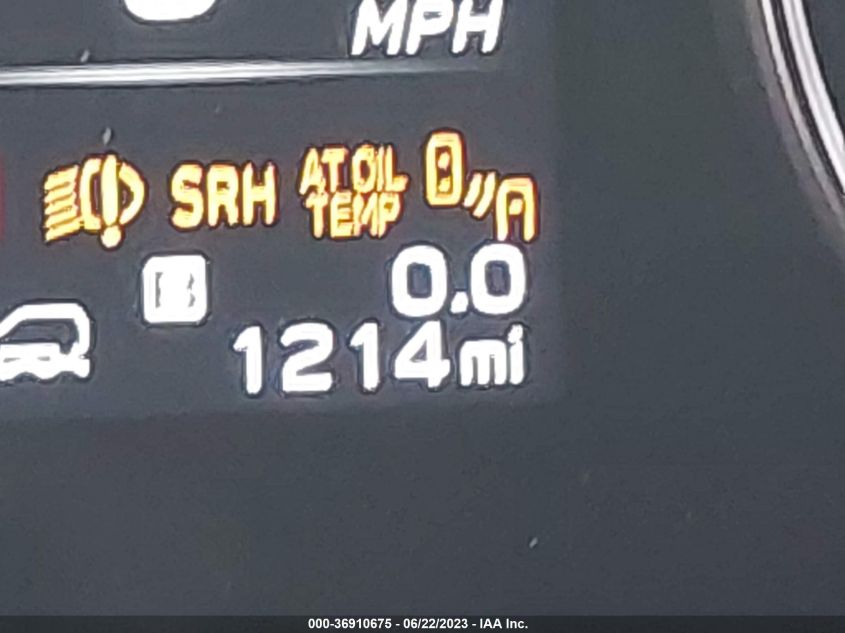 MPH
SRH AT OIL
TEMP
B 0.0
1214mi
000-36910675 - 06/22/2023 - IAA Inc.